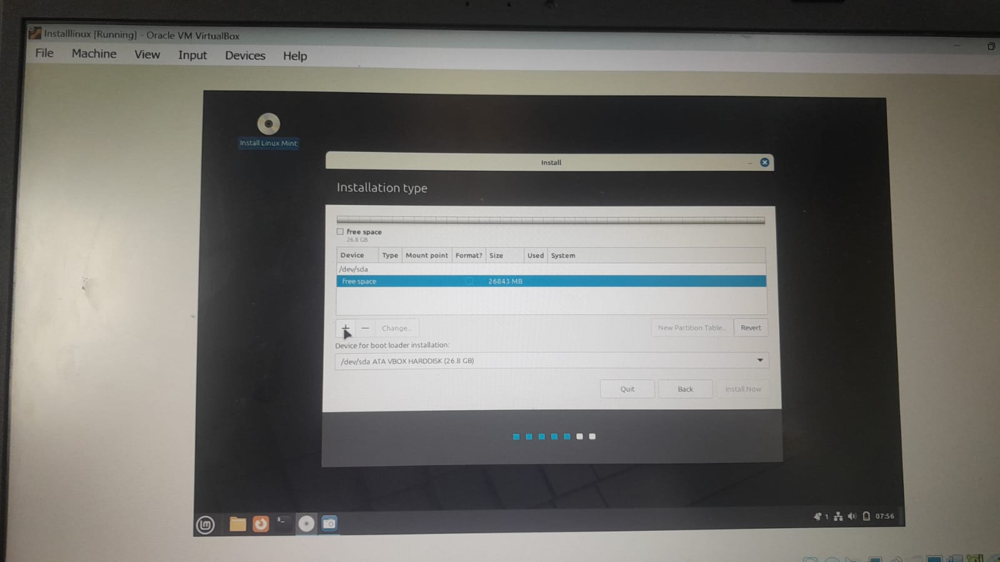 Installlinux [Running] - Oracle VM VirtualBox
File Machine View Input Devices Help
Install Linux Mint
Install
Installation type
free space
26.8 GB
Device Type Mount point Format? Size Used System
/dev/sda
free space 26843 MB
+ − Change... New Partition Table... Revert
Device for boot loader installation:
/dev/sda ATA VBOX HARDDISK (26.8 GB)
Quit Back Install Now
lm 1 07:56